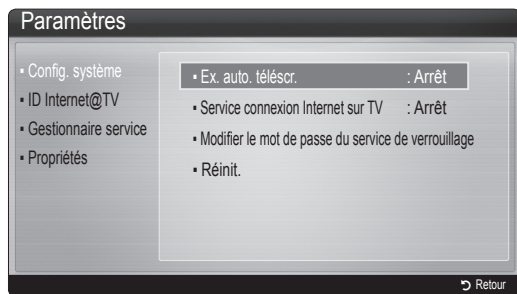 Paramètres
▪ Config. système
▪ ID Internet@TV
▪ Gestionnaire service
▪ Propriétés
▪ Ex. auto. téléscr. : Arrêt
▪ Service connexion Internet sur TV : Arrêt
▪ Modifier le mot de passe du service de verrouillage
▪ Réinit.
Retour